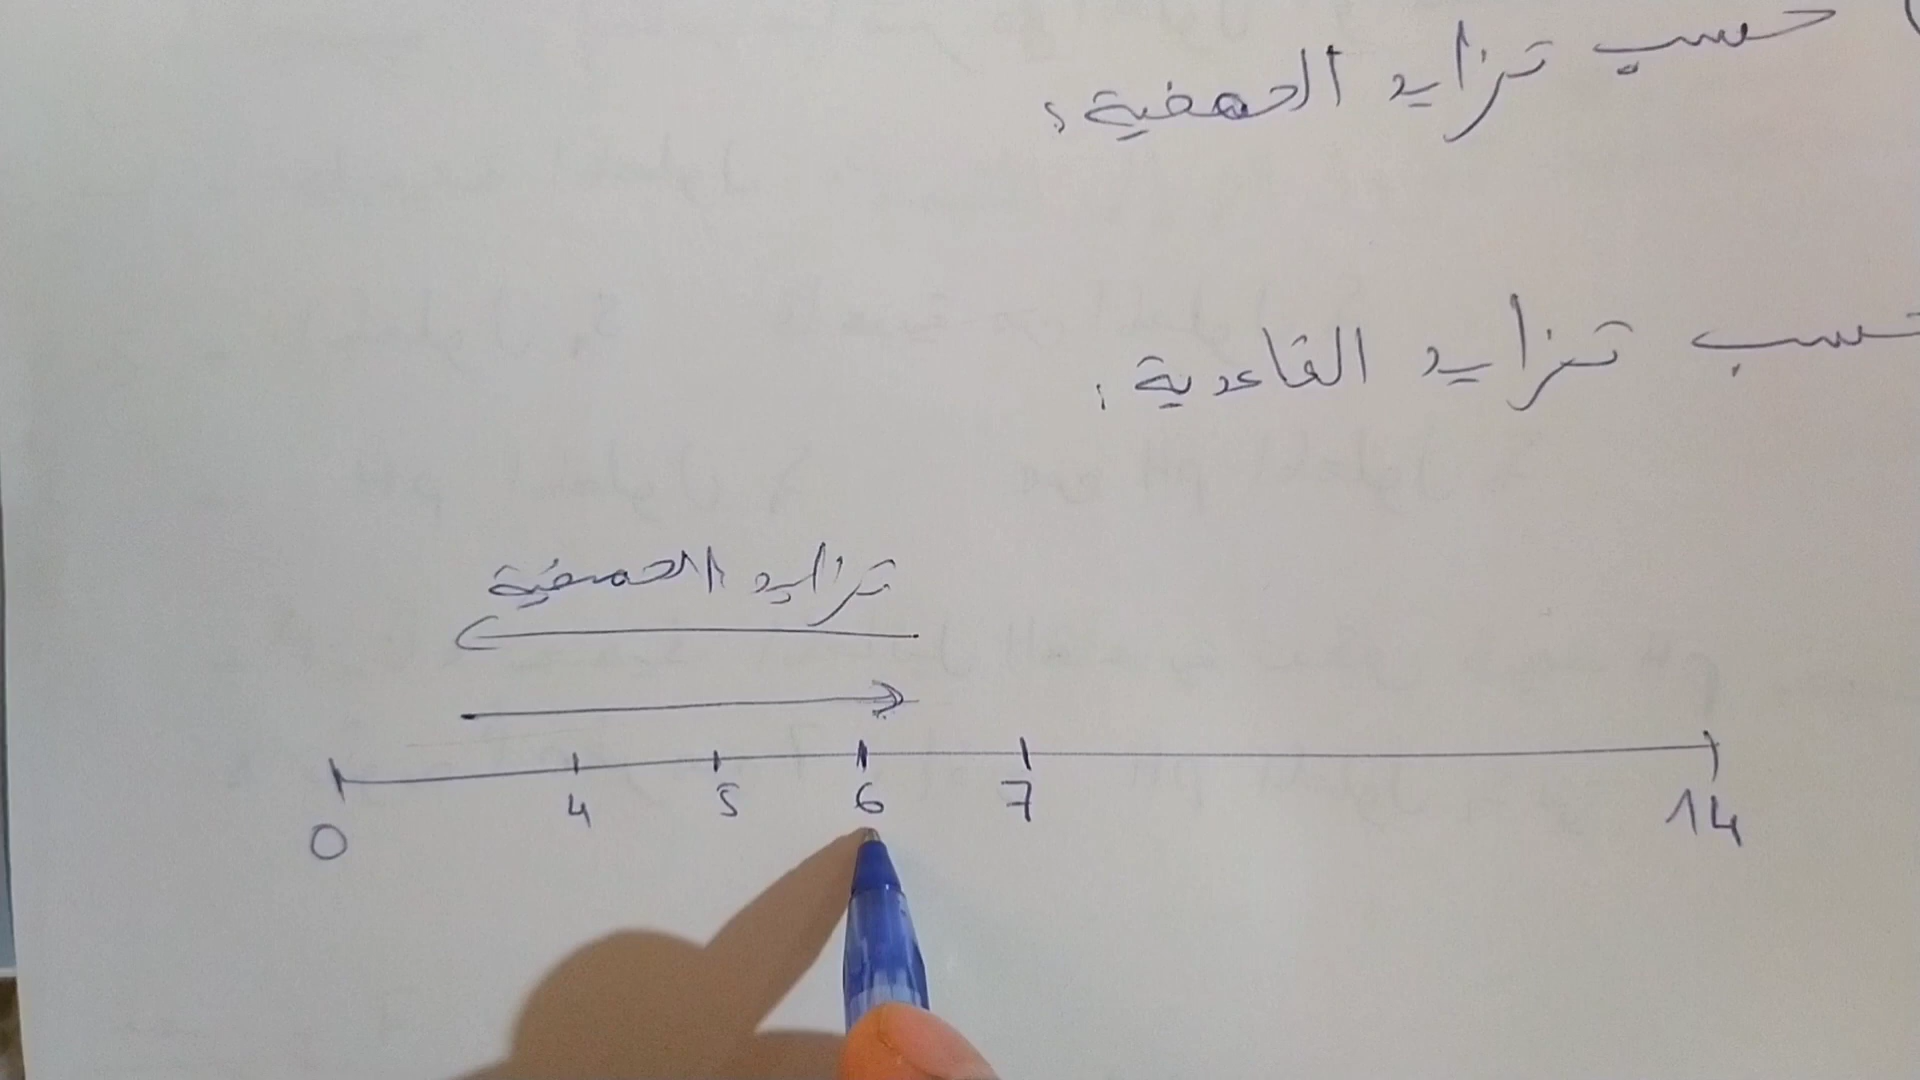 حسب تزايد الحمضية:
حسب تزايد القاعدية:
تزايد الحمضية
0 4 5 6 7 14